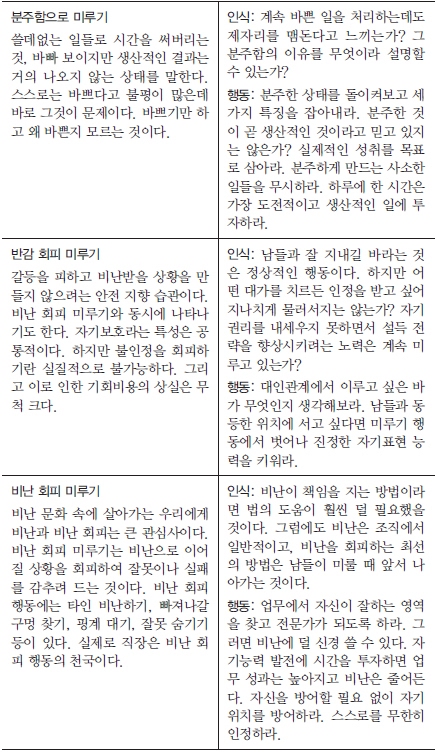 분주함으로 미루기
쓸데없는 일들로 시간을 써버리는
것, 바빠 보이지만 생산적인 결과는
거의 나오지 않는 상태를 말한다.
스스로는 바쁘다고 불평이 많은데
바로 그것이 문제이다. 바쁘기만 하
고 왜 바쁜지 모르는 것이다.
인식: 계속 바쁜 일을 처리하는데도
제자리를 맴돈다고 느끼는가? 그
분주함의 이유를 무엇이라 설명할
수 있는가?
행동: 분주한 상태를 돌이켜보고 세
가지 특징을 잡아내라. 분주한 것
이 곧 생산적인 것이라고 믿고 있지
는 않은가? 실제적인 성취를 목표
로 삼아라. 분주하게 만드는 사소한
일들을 무시하라. 하루에 한 시간은
가장 도전적이고 생산적인 일에 투
자하라.
반감 회피 미루기
갈등을 피하고 비난받을 상황을 만
들지 않으려는 안전 지향 습관이다.
비난 회피 미루기와 동시에 나타나
기도 한다. 자기보호라는 특성은 공
통적이다. 하지만 불인정을 회피하
기란 실질적으로 불가능하다. 그리
고 이로 인한 기회비용의 상실은 무
척 크다.
인식: 남들과 잘 지내길 바라는 것
은 정상적인 행동이다. 하지만 어
떤 대가를 치르든 인정을 받고 싶어
지나치게 물러서지는 않는가? 자기
권리를 내세우지 못하면서 설득 전
략을 향상시키려는 노력은 계속 미
루고 있는가?
행동: 대인관계에서 이루고 싶은 바
가 무엇인지 생각해보라. 남들과 동
등한 위치에 서고 싶다면 미루기 행
동에서 벗어나 진정한 자기표현 능
력을 키워라.
비난 회피 미루기
비난 문화 속에 살아가는 우리에게
비난과 비난 회피는 큰 관심사이다.
비난 회피 미루기는 비난으로 이어
질 상황을 회피하여 잘못이나 실패
를 감추려 드는 것이다. 비난 회피
행동에는 타인 비난하기, 빠져나갈
구멍 찾기, 핑계 대기, 잘못 숨기기
등이 있다. 실제로 직장은 비난 회
피 행동의 천국이다.
인식: 비난이 책임을 지는 방법이라
면 법의 도움이 훨씬 덜 필요했을
것이다. 그럼에도 비난은 조직에서
일반적이고, 비난을 회피하는 최선
의 방법은 남들이 미룰 때 앞서 나
아가는 것이다.
행동: 업무에서 자신이 잘하는 영역
을 찾고 전문가가 되도록 하라. 그
러면 비난에 덜 신경 쓸 수 있다. 자
기능력 발전에 시간을 투자하면 업
무 성과는 높아지고 비난은 줄어든
다. 자신을 방어할 필요 없이 자기
위치를 방어하라. 스스로를 무한히
인정하라.